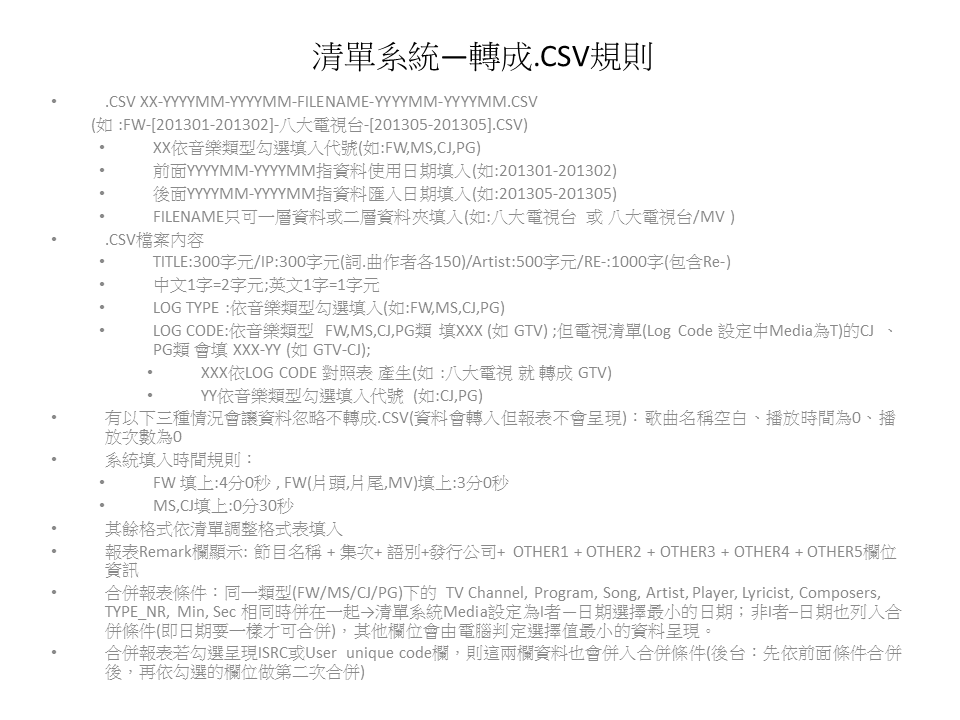 清單系統—轉成.CSV規則
• .CSV XX-YYYYMM-YYYYMM-FILENAME-YYYYMM-YYYYMM.CSV
(如 :FW-[201301-201302]-八大電視台-[201305-201305].CSV)
• XX依音樂類型勾選填入代號(如:FW,MS,CJ,PG)
• 前面YYYYMM-YYYYMM指資料使用日期填入(如:201301-201302)
• 後面YYYYMM-YYYYMM指資料匯入日期填入(如:201305-201305)
• FILENAME只可一層資料或二層資料夾填入(如:八大電視台 或 八大電視台/MV )
• .CSV檔案內容
• TITLE:300字元/IP:300字元(詞.曲作者各150)/Artist:500字元/RE-:1000字(包含Re-)
• 中文1字=2字元;英文1字=1字元
• LOG TYPE :依音樂類型勾選填入(如:FW,MS,CJ,PG)
• LOG CODE:依音樂類型 FW,MS,CJ,PG類 填XXX (如 GTV) ;但電視清單(Log Code 設定中Media為T)的CJ 、
PG類 會填 XXX-YY (如 GTV-CJ);
• XXX依LOG CODE 對照表 產生(如 :八大電視 就 轉成 GTV)
• YY依音樂類型勾選填入代號 (如:CJ,PG)
• 有以下三種情況會讓資料忽略不轉成.CSV(資料會轉入但報表不會呈現)：歌曲名稱空白、播放時間為0、播
放次數為0
• 系統填入時間規則：
• FW 填上:4分0秒 , FW(片頭,片尾,MV)填上:3分0秒
• MS,CJ填上:0分30秒
• 其餘格式依清單調整格式表填入
• 報表Remark欄顯示: 節目名稱 + 集次+ 語別+發行公司+ OTHER1 + OTHER2 + OTHER3 + OTHER4 + OTHER5欄位
資訊
• 合併報表條件：同一類型(FW/MS/CJ/PG)下的 TV Channel, Program, Song, Artist, Player, Lyricist, Composers,
TYPE_NR, Min, Sec 相同時併在一起→清單系統Media設定為I者—日期選擇最小的日期；非I者–日期也列入合
併條件(即日期要一樣才可合併)，其他欄位會由電腦判定選擇值最小的資料呈現。
• 合併報表若勾選呈現ISRC或User unique code欄，則這兩欄資料也會併入合併條件(後台：先依前面條件合併
後，再依勾選的欄位做第二次合併)